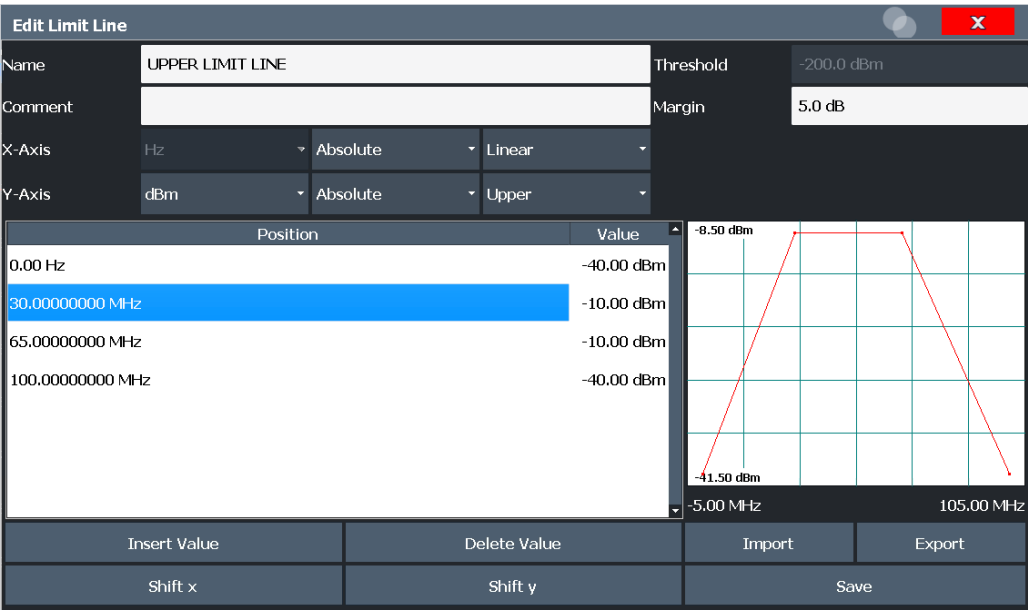 Edit Limit Line
X
Name UPPER LIMIT LINE Threshold -200.0 dBm
Comment Margin 5.0 dB
X-Axis Hz Absolute Linear
Y-Axis dBm Absolute Upper
Position Value
0.00 Hz -40.00 dBm
30.00000000 MHz -10.00 dBm
65.00000000 MHz -10.00 dBm
100.00000000 MHz -40.00 dBm
-8.50 dBm
-41.50 dBm
-5.00 MHz 105.00 MHz
Insert Value Delete Value Import Export
Shift x Shift y Save